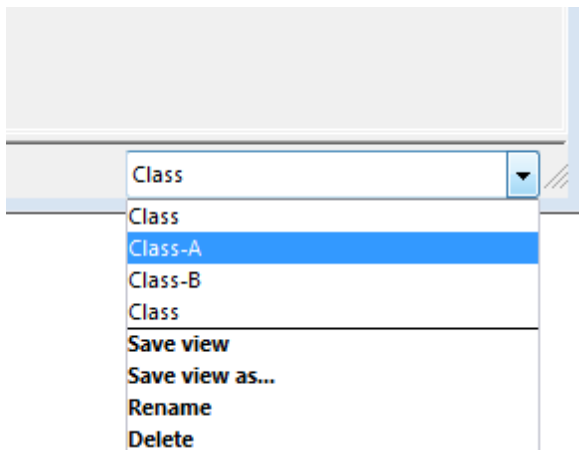 Class
Class
Class-A
Class-B
Class
Save view
Save view as...
Rename
Delete